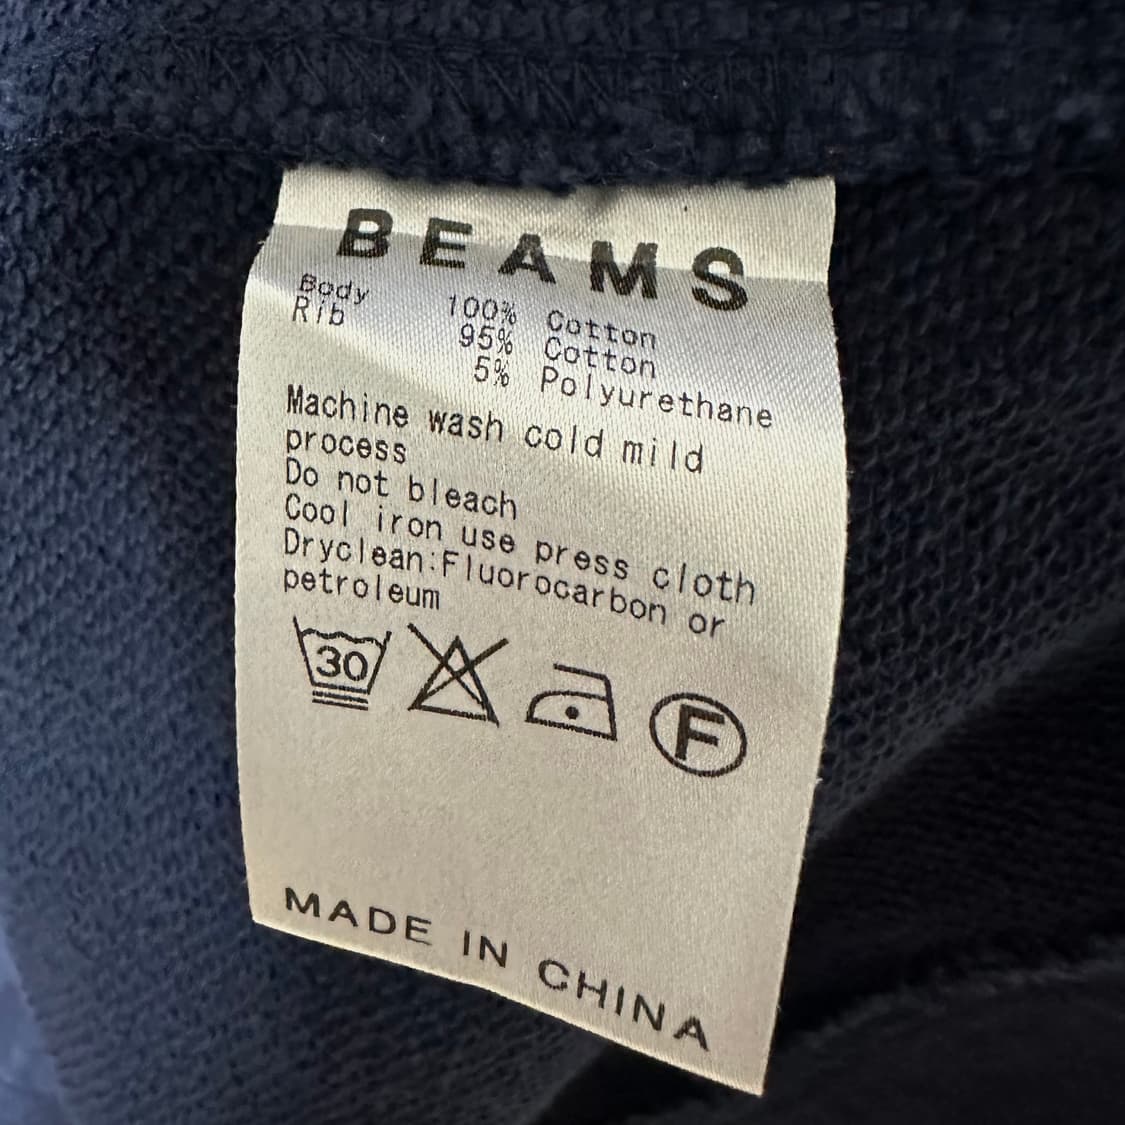 BEAMS
Body 100% Cotton
Rib 95% Cotton
5% Polyurethane
Machine wash cold mild
process
Do not bleach
Cool iron use press cloth
Dryclean:Fluorocarbon or
petroleum
30 F
MADE IN CHINA